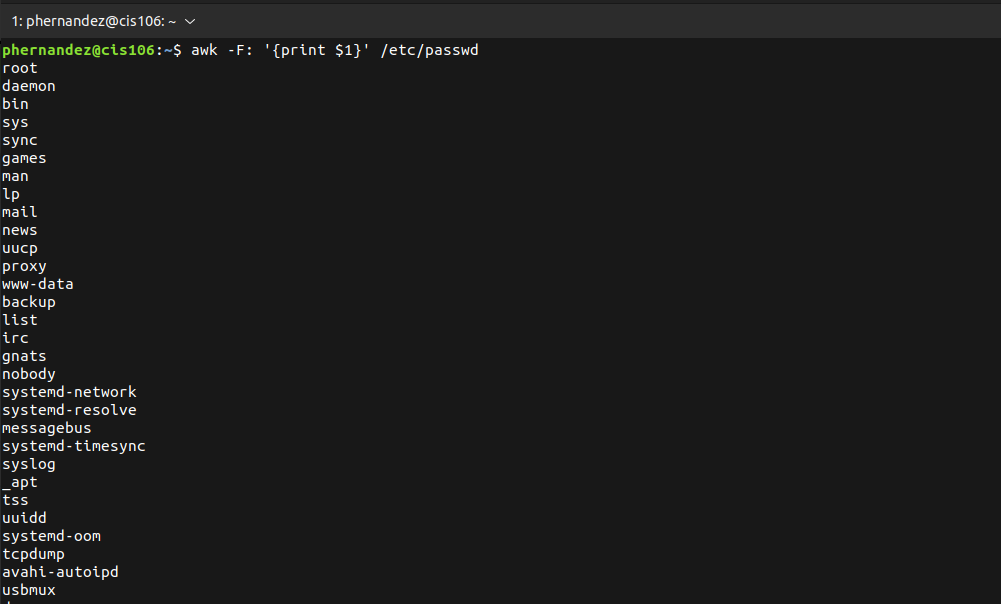 1: phernandez@cis106: ~
phernandez@cis106:~$ awk -F: '{print $1}' /etc/passwd
root
daemon
bin
sys
sync
games
man
lp
mail
news
uucp
proxy
www-data
backup
list
irc
gnats
nobody
systemd-network
systemd-resolve
messagebus
systemd-timesync
syslog
_apt
tss
uuidd
systemd-oom
tcpdump
avahi-autoipd
usbmux